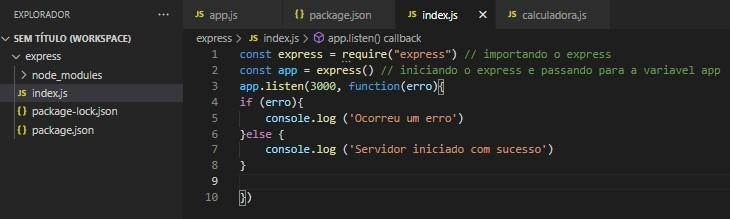 EXPLORADOR
SEM TÍTULO (WORKSPACE)
express
node_modules
JS index.js
{} package-lock.json
{} package.json
JS app.js
{} package.json
JS index.js ×
JS calculadora.js
express > JS index.js > app.listen() callback
1 const express = require("express") // importando o express
2 const app = express() // iniciando o express e passando para a variavel app
3 app.listen(3000, function(erro){
4 if (erro){
5 console.log ('Ocorreu um erro')
6 }else {
7 console.log ('Servidor iniciado com sucesso')
8 }
9
10 })